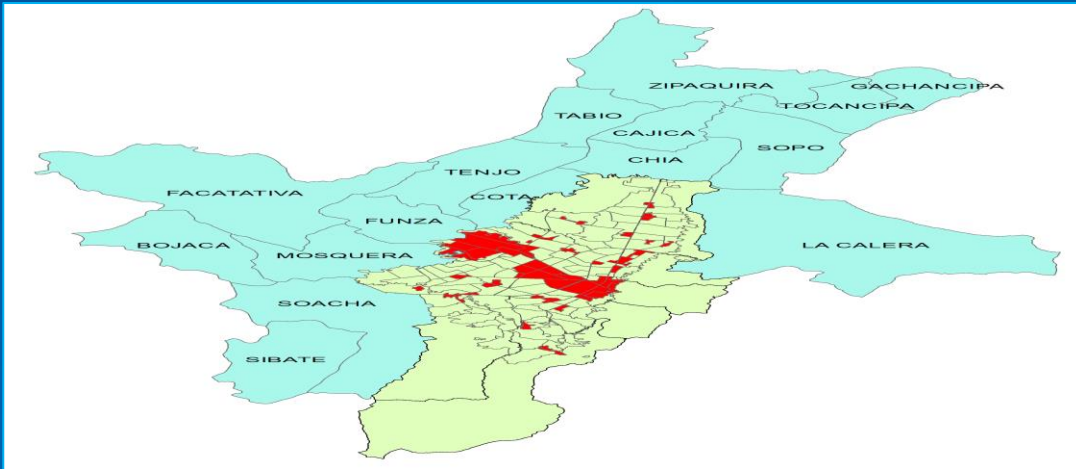 ZIPAQUIRA
GACHANCIPA
TOCANCIPA
TABIO
CAJICA
SOPO
CHIA
TENJO
FACATATIVA
COTA
FUNZA
BOJACA
MOSQUERA
LA CALERA
SOACHA
SIBATE